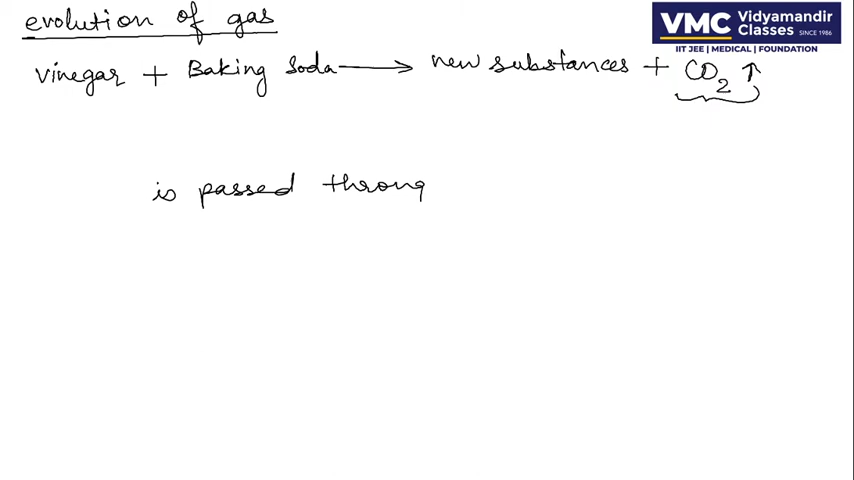 evolution of gas
VMC Vidyamandir Classes SINCE 1986
IIT JEE | MEDICAL | FOUNDATION
vinegar + Baking soda → new substances + CO₂ ↑
is passed throug